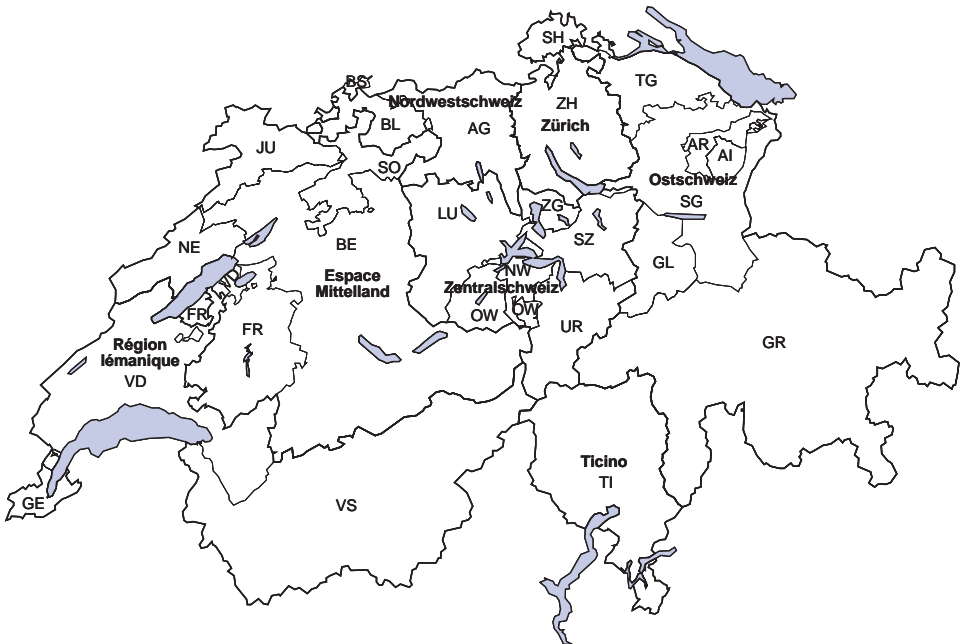 SH
BS
TG
Nordwestschweiz
ZH
BL
Zürich
AG
JU
AR
AI
SO
Ostschweiz
SG
LU
ZG
NE
BE
SZ
GL
NW
Espace
Mittelland
Zentralschweiz
FR
OW
OW
FR
UR
GR
Région
lémanique
VD
Ticino
TI
GE
VS